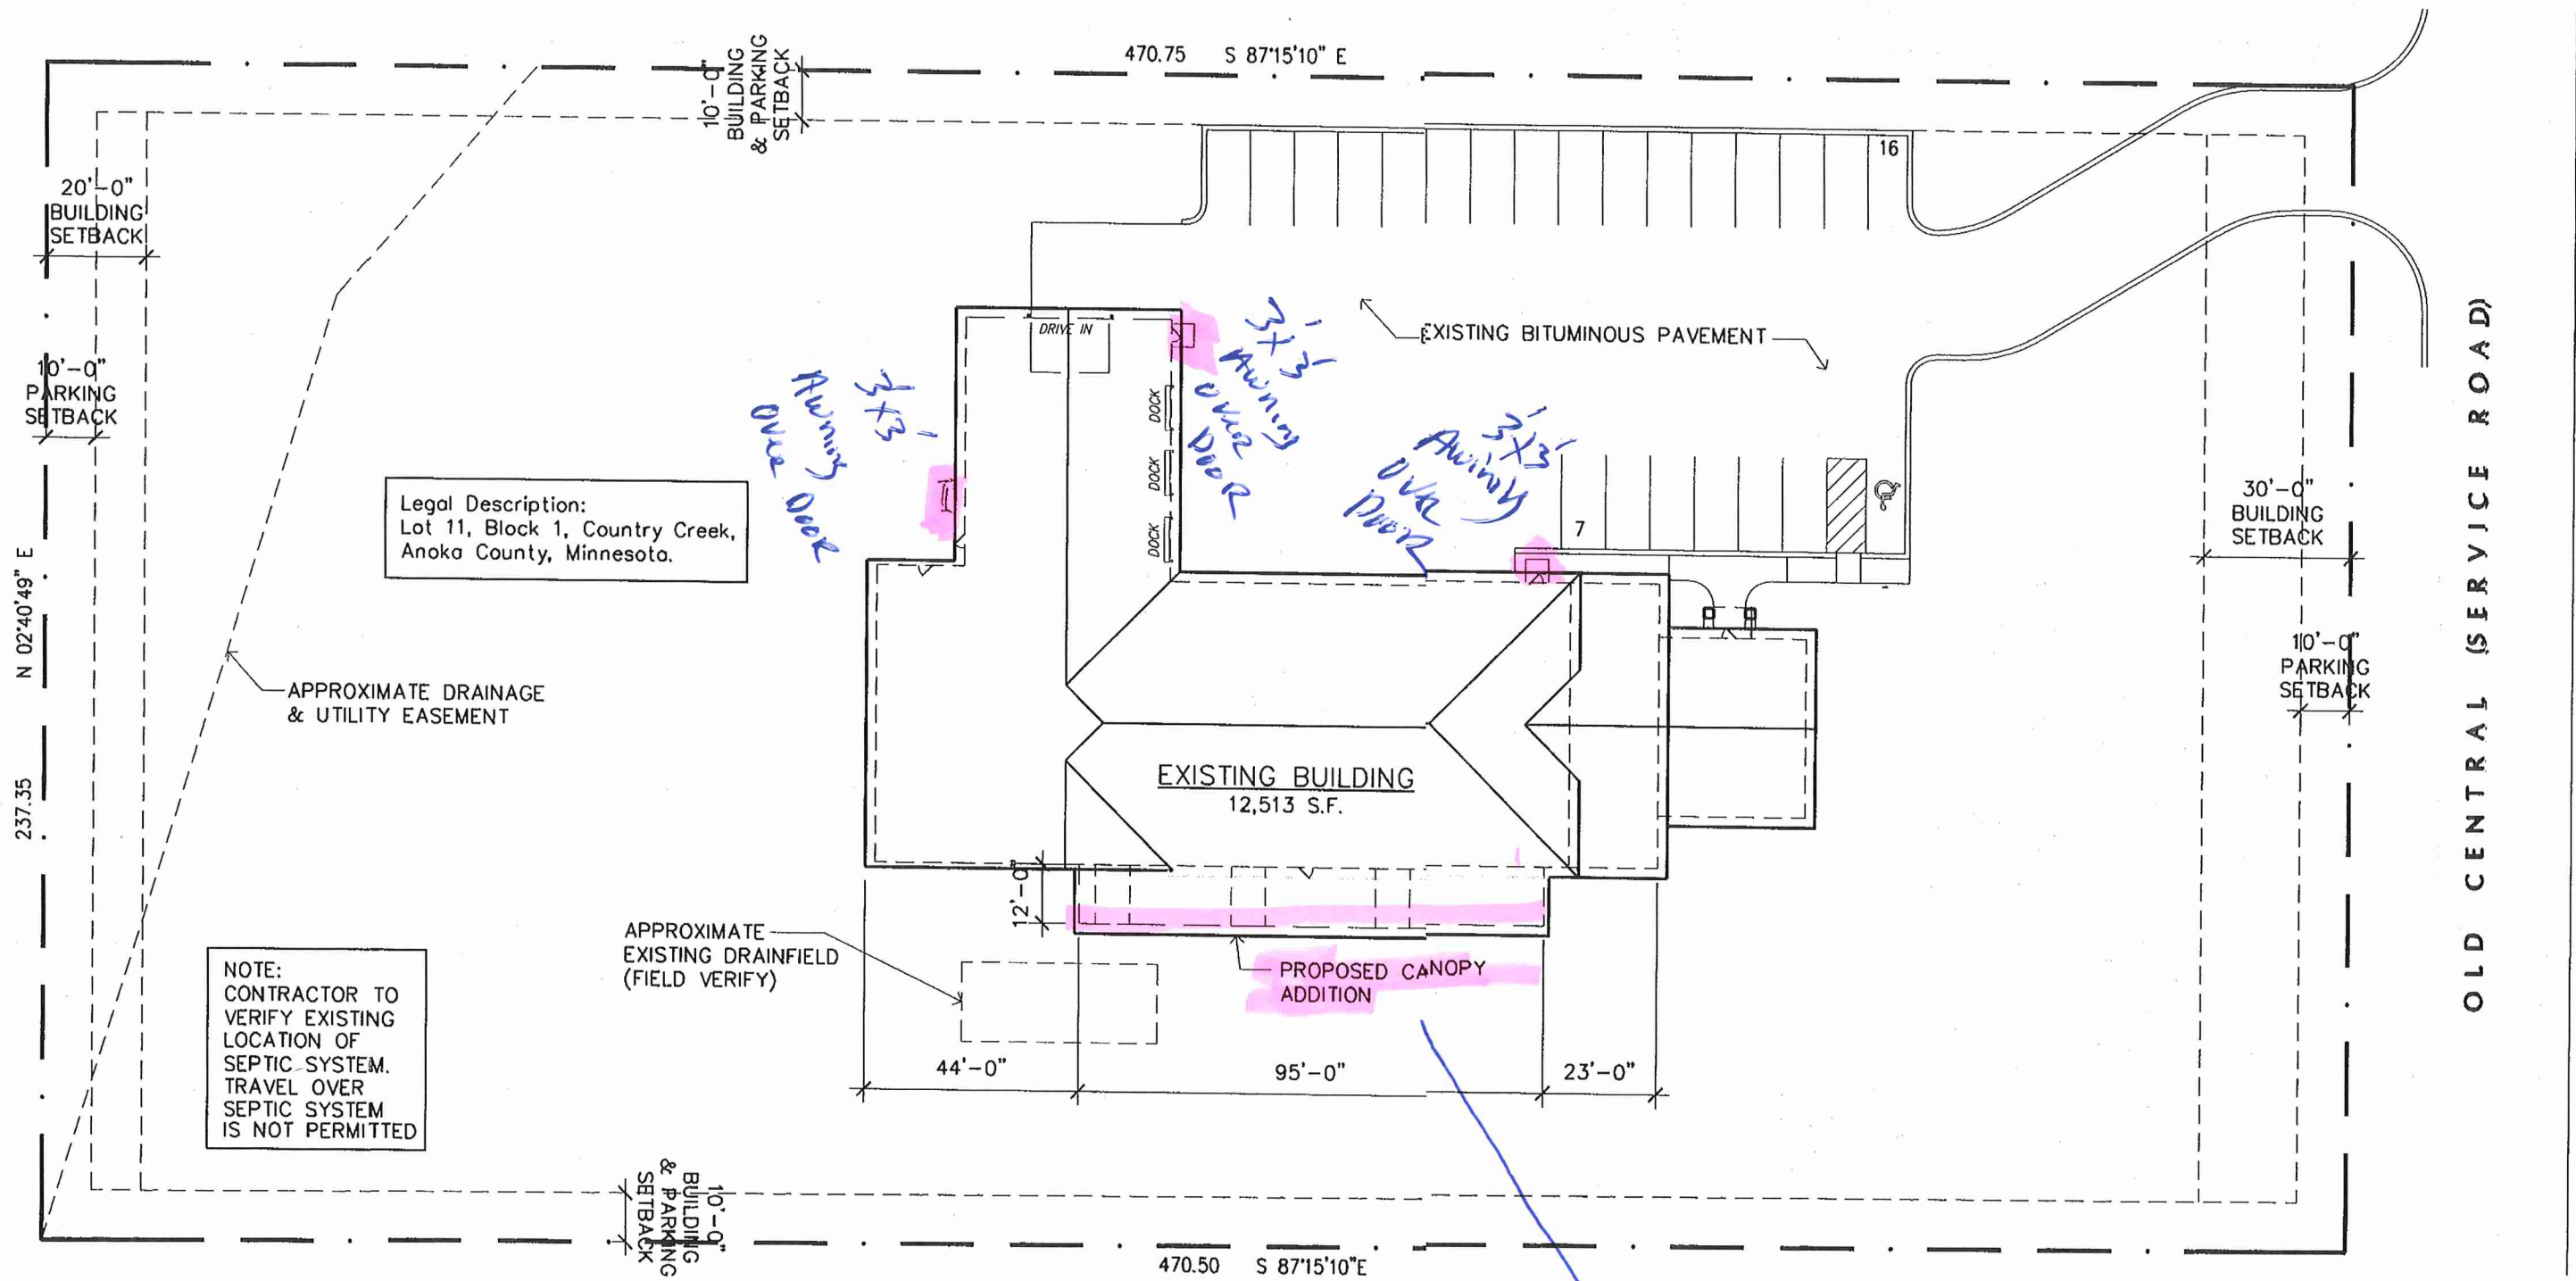 470.75 S 87°15'10" E
10'-0"
BUILDING
& PARKING
SETBACK
16
20'-0"
BUILDING
SETBACK
10'-0"
PARKING
SETBACK
DRIVE IN
3'x3'
Awning
Over
Door
EXISTING BITUMINOUS PAVEMENT
3'x3'
Awning
Over Door
DOCK
DOCK
DOCK
3'x3'
Awning
Over
Door
7
Legal Description:
Lot 11, Block 1, Country Creek,
Anoka County, Minnesota.
30'-0"
BUILDING
SETBACK
10'-0"
PARKING
SETBACK
OLD CENTRAL (SERVICE ROAD)
N 02°40'49" E
237.35
APPROXIMATE DRAINAGE
& UTILITY EASEMENT
EXISTING BUILDING
12,513 S.F.
12'-0"
APPROXIMATE
EXISTING DRAINFIELD
(FIELD VERIFY)
PROPOSED CANOPY
ADDITION
NOTE:
CONTRACTOR TO
VERIFY EXISTING
LOCATION OF
SEPTIC SYSTEM.
TRAVEL OVER
SEPTIC SYSTEM
IS NOT PERMITTED
44'-0"
95'-0"
23'-0"
10'-0"
BUILDING
& PARKING
SETBACK
470.50 S 87°15'10"E